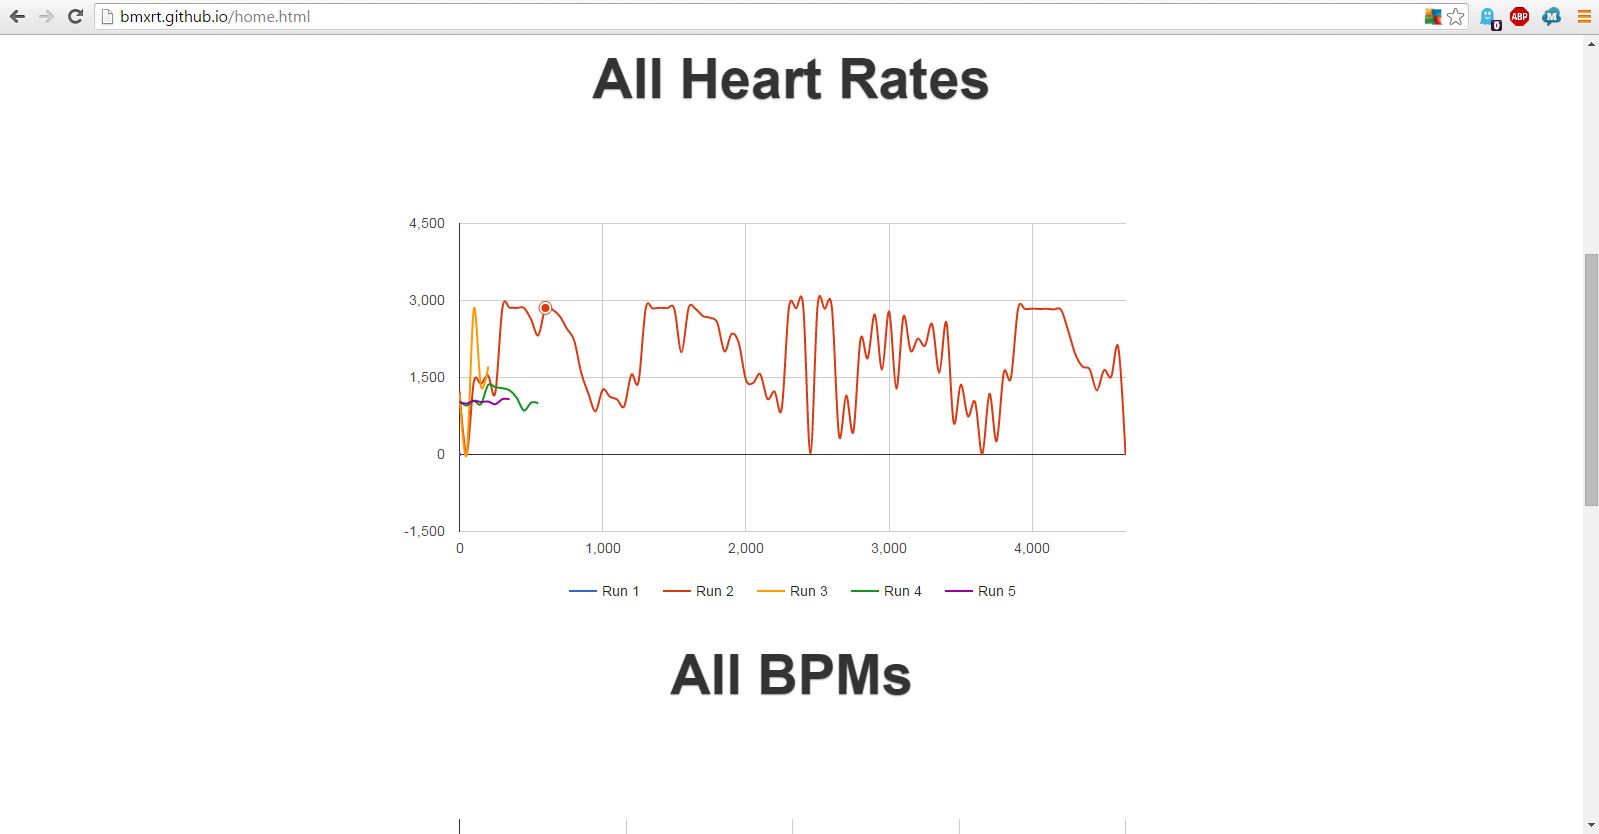 bmxrt.github.io/home.html
0
ABP
M
All Heart Rates
4,500
3,000
1,500
0
-1,500
0 1,000 2,000 3,000 4,000
Run 1 Run 2 Run 3 Run 4 Run 5
All BPMs